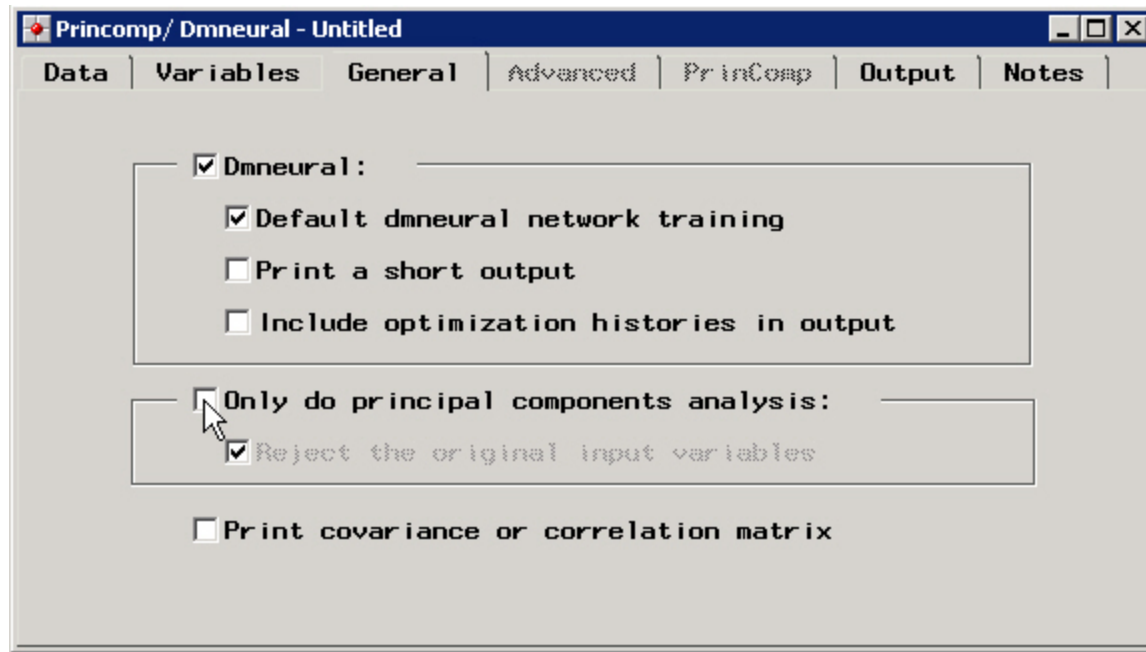 Princomp/ Dmneural - Untitled
Data Variables General Advanced PrinComp Output Notes
Dmneural:
Default dmneural network training
Print a short output
Include optimization histories in output
Only do principal components analysis:
Reject the original input variables
Print covariance or correlation matrix